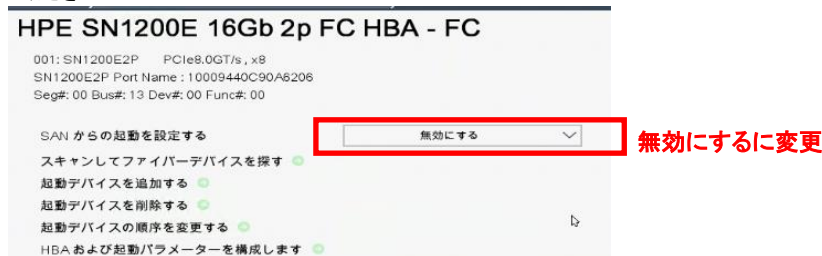 HPE SN1200E 16Gb 2p FC HBA - FC
001: SN1200E2P PCIe8.0GT/s, x8
SN1200E2P Port Name : 10009440C90A6206
Seg#: 00 Bus#: 13 Dev#: 00 Func#: 00
SAN からの起動を設定する 無効にする 無効にするに変更
スキャンしてファイバーデバイスを探す
起動デバイスを追加する
起動デバイスを削除する
起動デバイスの順序を変更する
HBA および起動パラメーターを構成します